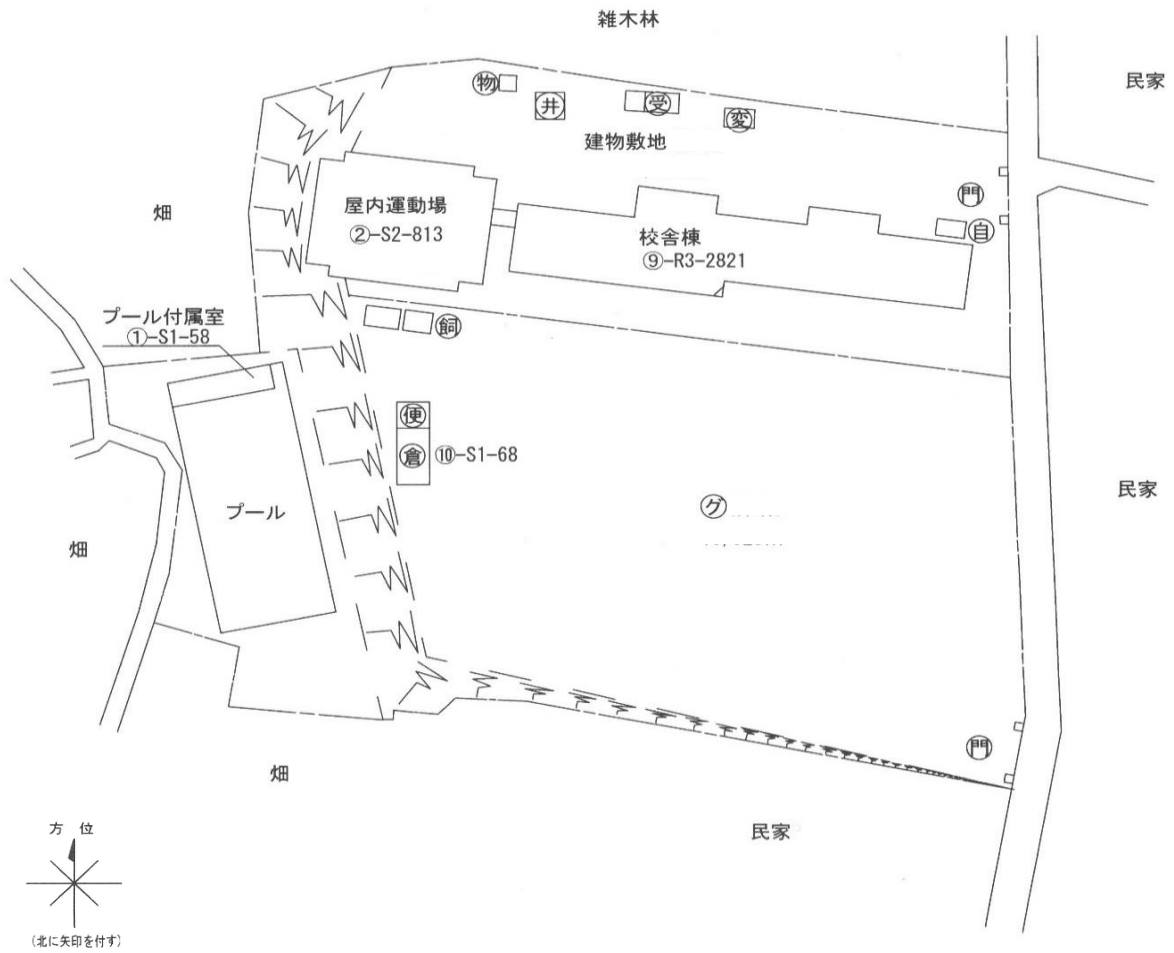 雑木林
民家
物
井
受
変
建物敷地
門
自
畑
屋内運動場
②-S2-813
校舎棟
⑨-R3-2821
プール付属室
①-S1-58
飼
便
倉
⑩-S1-68
グ
プール
民家
畑
門
畑
民家
方 位
(北に矢印を付す)